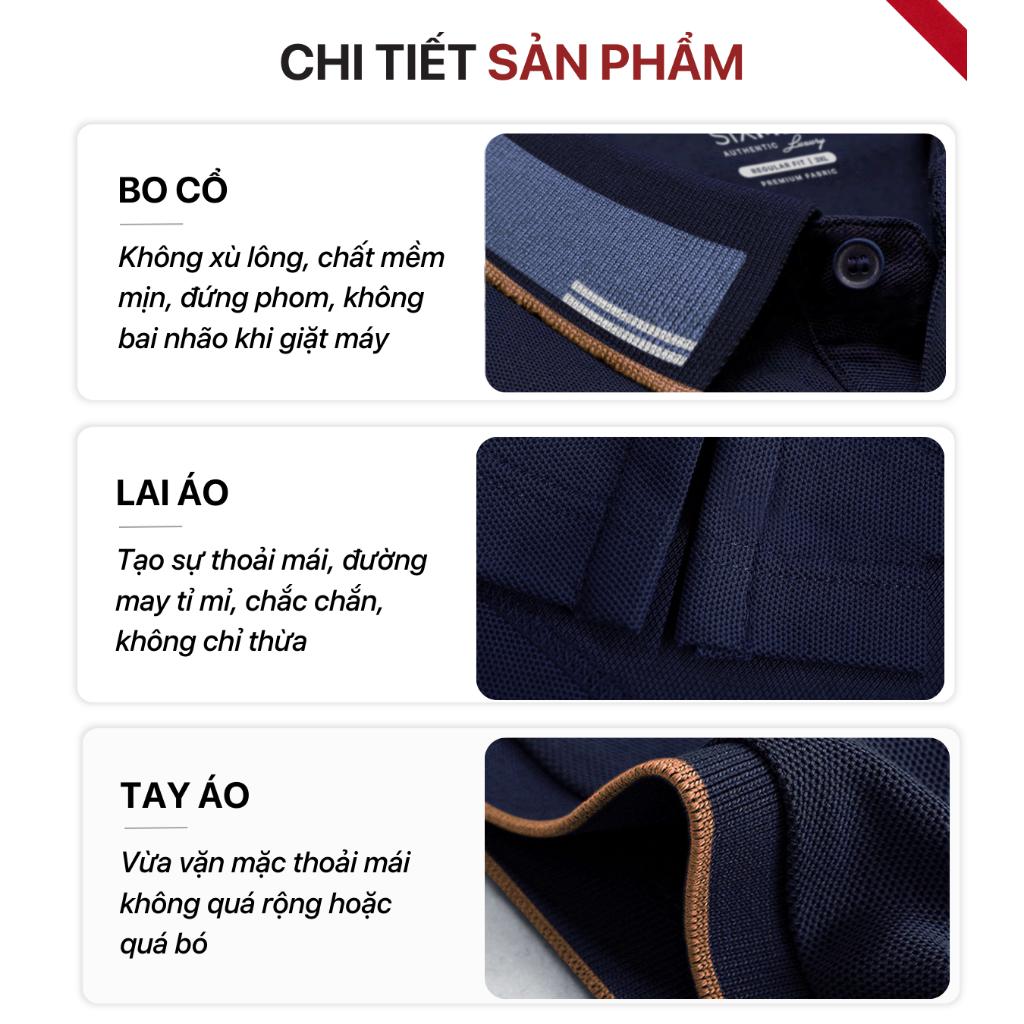 CHI TIẾT SẢN PHẨM
BO CỔ
Không xù lông, chất mềm
mịn, đứng phom, không
bai nhão khi giặt máy
AUTHENTIC Luxury
REGULAR FIT | 3XL
PREMIUM FABRIC
LAI ÁO
Tạo sự thoải mái, đường
may tỉ mỉ, chắc chắn,
không chỉ thừa
TAY ÁO
Vừa vặn mặc thoải mái
không quá rộng hoặc
quá bó